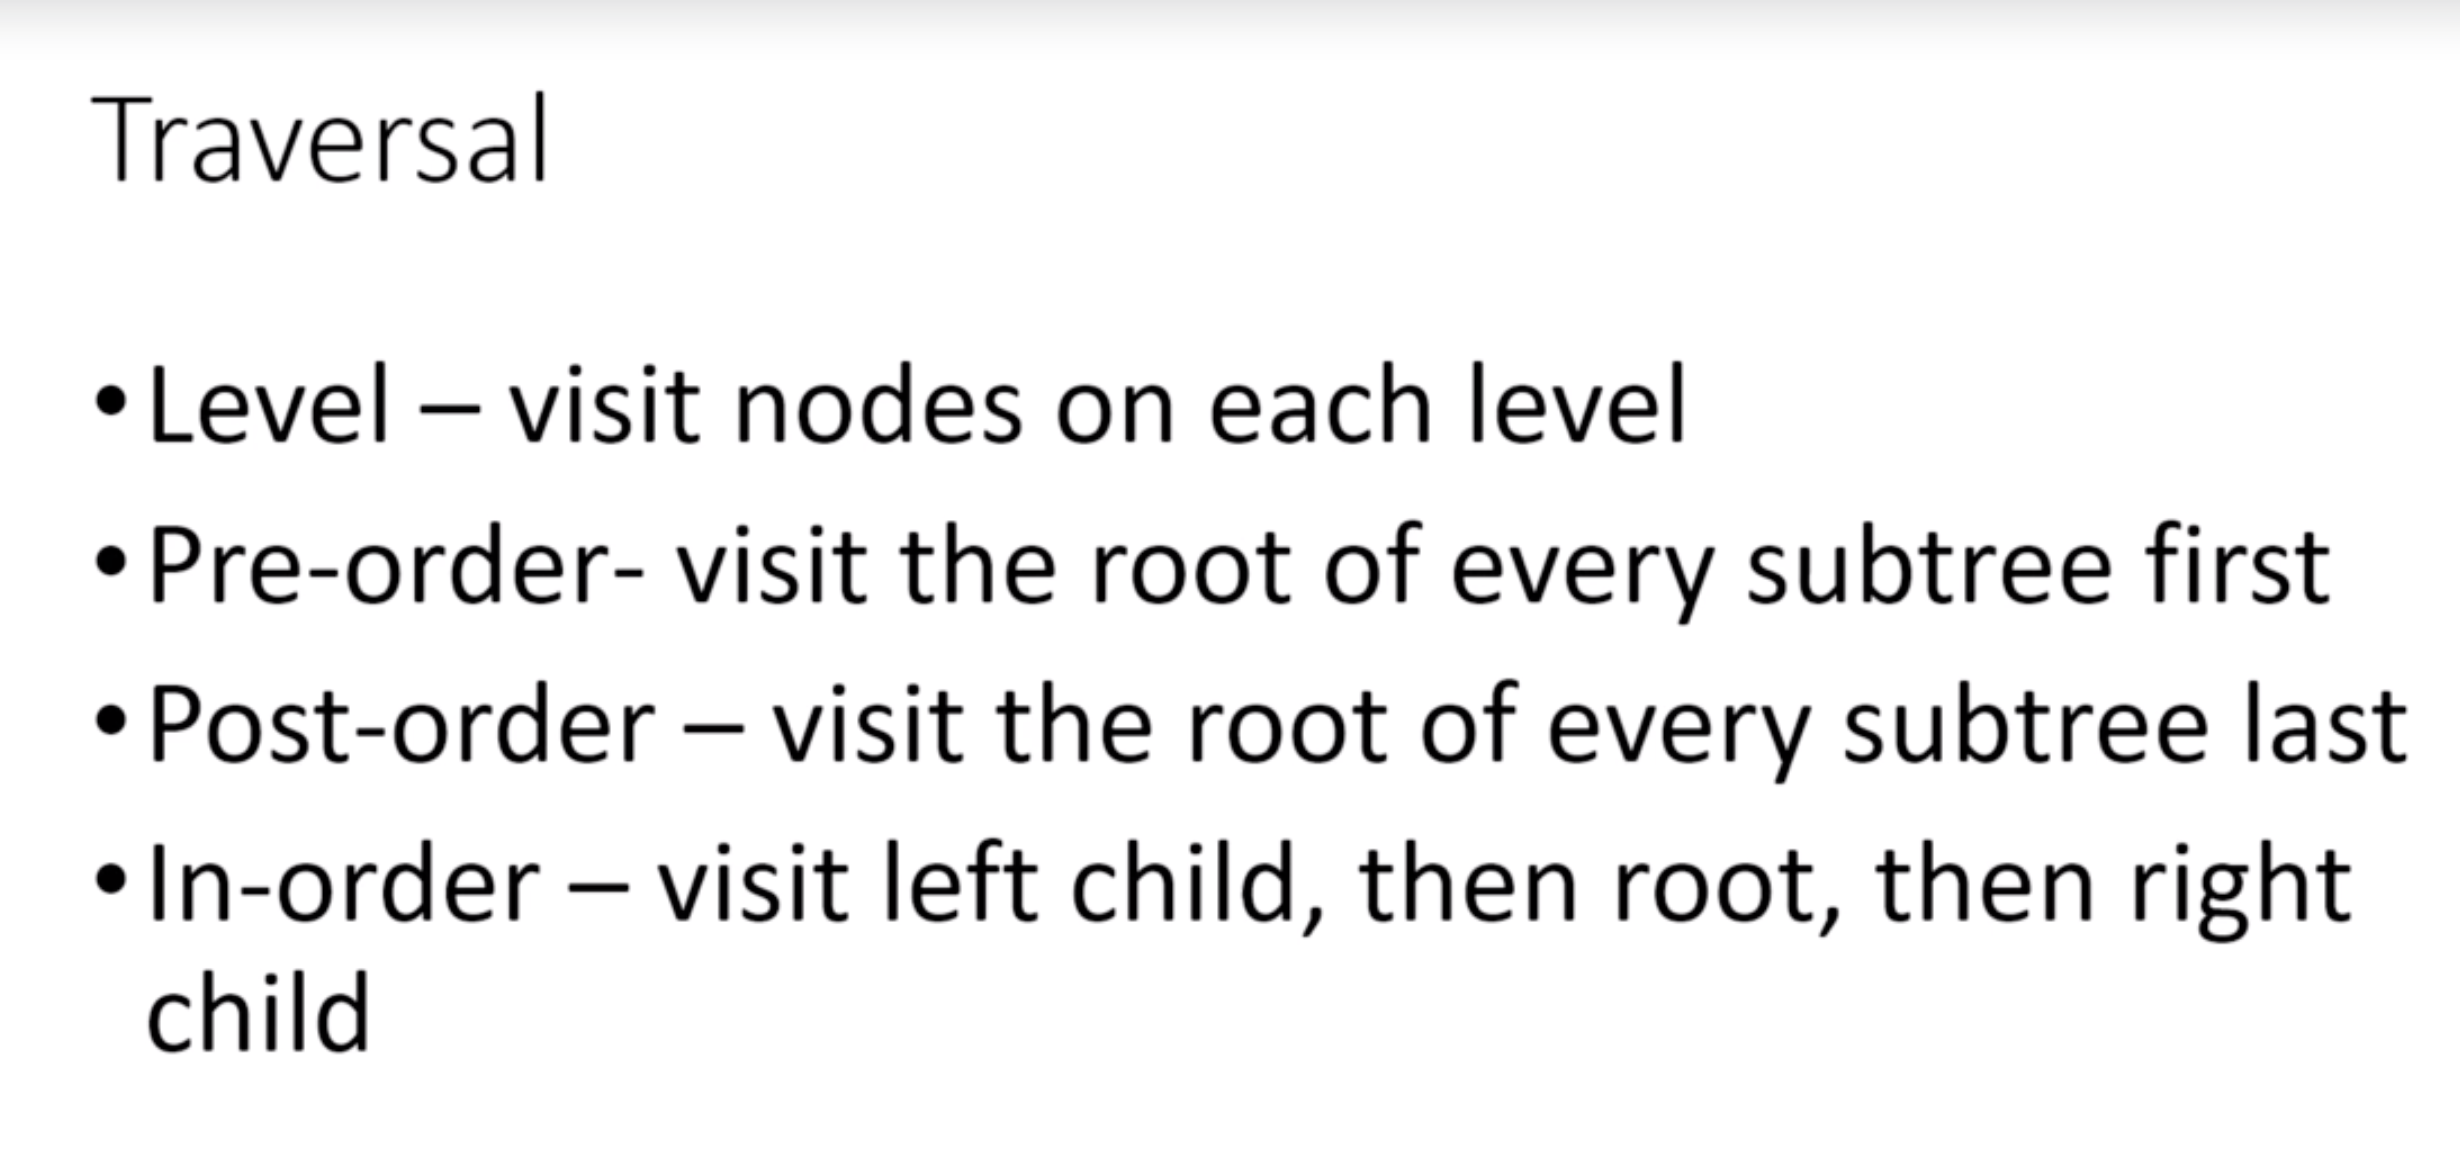 Traversal
• Level – visit nodes on each level
• Pre-order- visit the root of every subtree first
• Post-order – visit the root of every subtree last
• In-order – visit left child, then root, then right
child